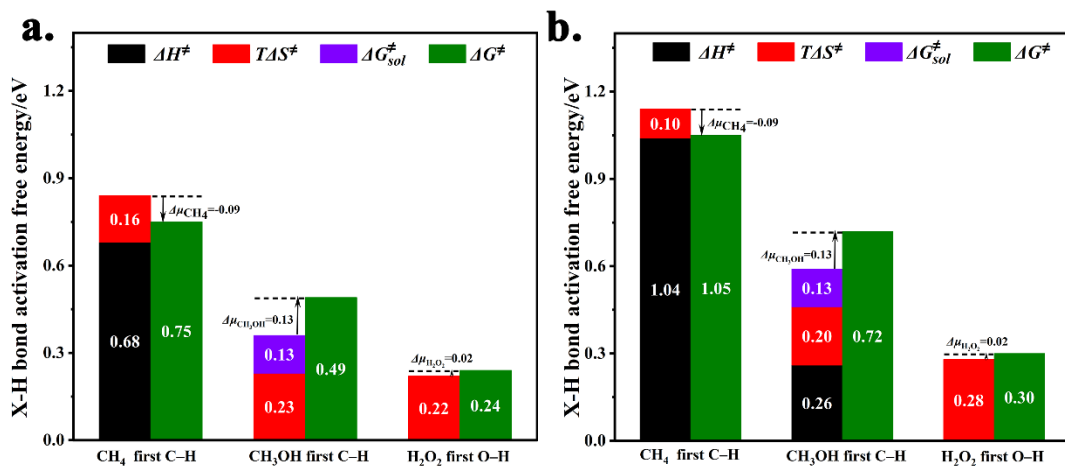 a.
ΔH≠ TΔS≠ ΔG≠sol ΔG≠
X-H bond activation free energy/eV
1.2
0.9
0.6
0.3
0.0
0.16
0.68
0.75
ΔμCH4=-0.09
0.13
0.23
0.49
ΔμCH3OH=0.13
0.22
0.24
ΔμH2O2=0.02
CH4 first C–H CH3OH first C–H H2O2 first O–H
b.
ΔH≠ TΔS≠ ΔG≠sol ΔG≠
X-H bond activation free energy/eV
1.2
0.9
0.6
0.3
0.0
0.10
1.04
1.05
ΔμCH4=-0.09
0.13
0.20
0.26
0.72
ΔμCH3OH=0.13
0.28
0.30
ΔμH2O2=0.02
CH4 first C–H CH3OH first C–H H2O2 first O–H